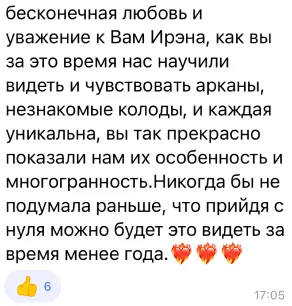 бесконечная любовь и
уважение к Вам Ирэна, как вы
за это время нас научили
видеть и чувствовать арканы,
незнакомые колоды, и каждая
уникальна, вы так прекрасно
показали нам их особенность и
многогранность.Никогда бы не
подумала раньше, что прийдя с
нуля можно будет это видеть за
время менее года.❤️‍🔥❤️‍🔥❤️‍🔥
👍 6
17:05